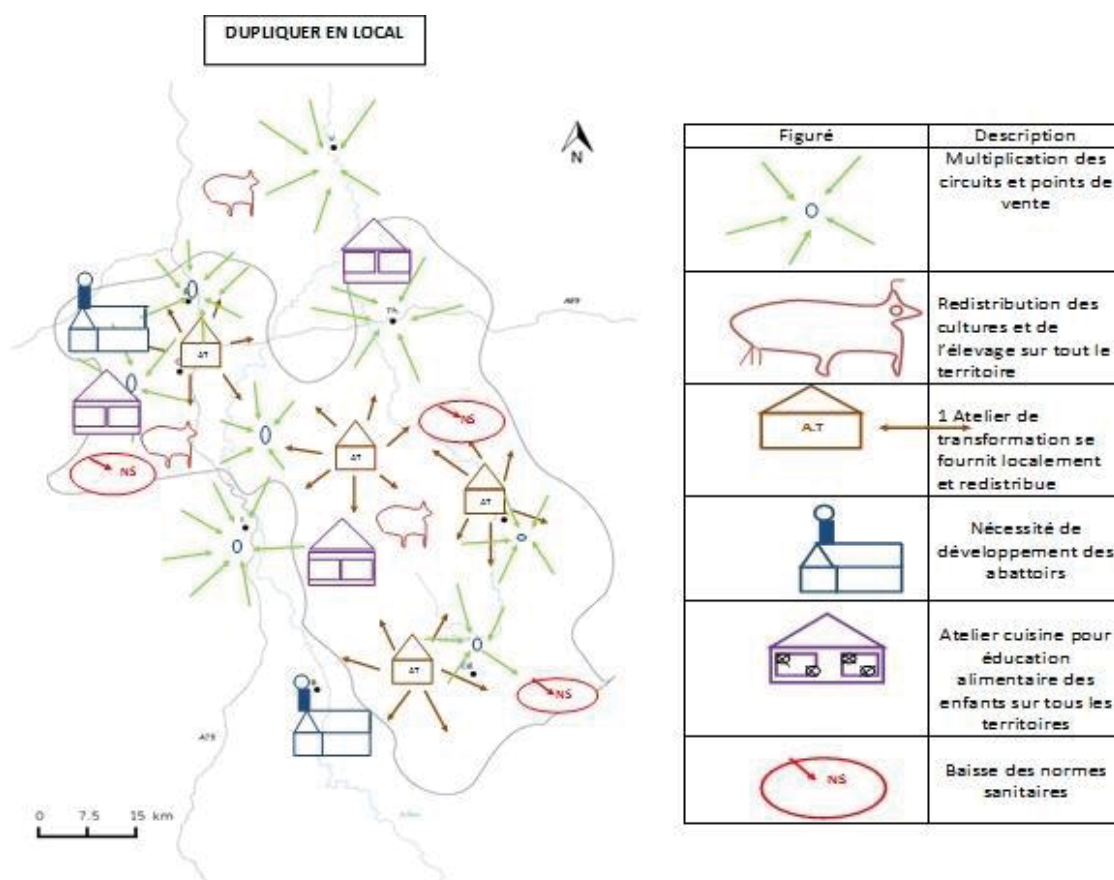 DUPLIQUER EN LOCAL
N
V.
Th.
A89
AT
AT
NS
NS
AT
I.
AT
NS
A75
0 7.5 15 km
Figuré
Description
Multiplication des
circuits et points de
vente
Redistribution des
cultures et de
l'élevage sur tout le
territoire
A.T
1 Atelier de
transformation se
fournit localement
et redistribue
Nécessité de
développement des
abattoirs
Atelier cuisine pour
éducation
alimentaire des
enfants sur tous les
territoires
NS
Baisse des normes
sanitaires